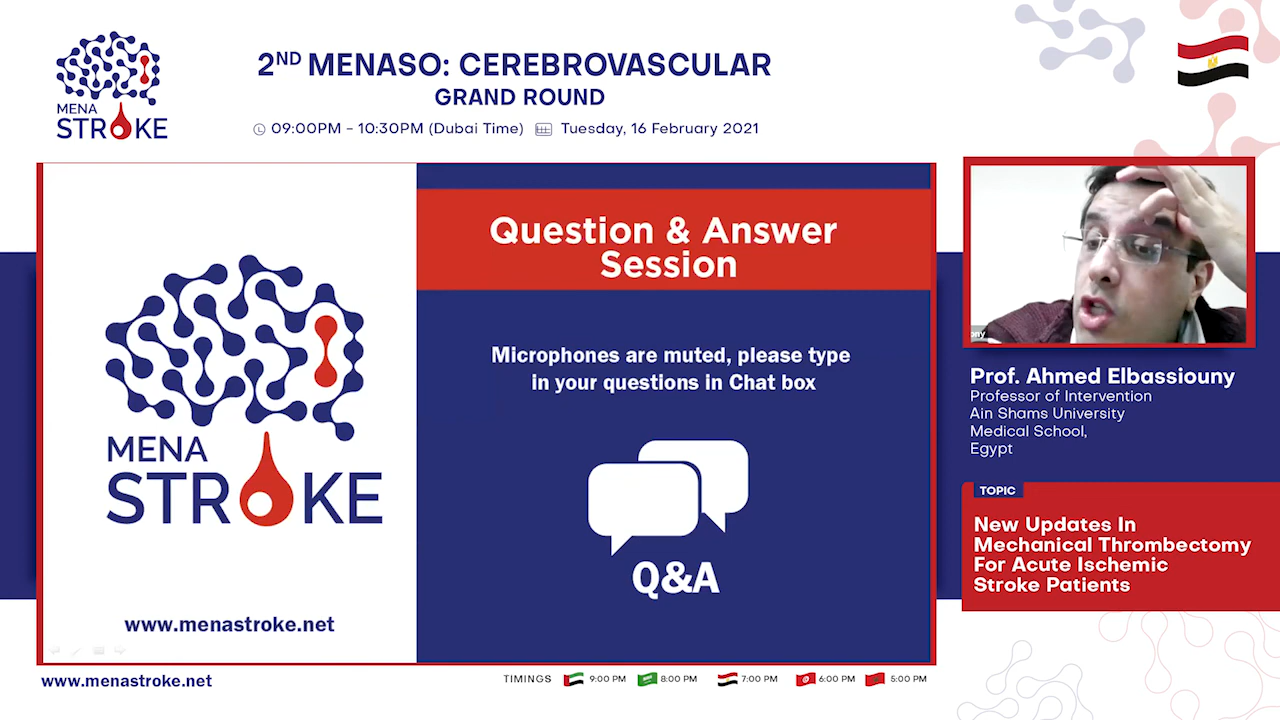 MENA
STROKE
2ND MENASO: CEREBROVASCULAR
GRAND ROUND
09:00PM - 10:30PM (Dubai Time) Tuesday, 16 February 2021
MENA
STROKE
www.menastroke.net
Question & Answer
Session
Microphones are muted, please type
in your questions in Chat box
Q&A
Prof. Ahmed Elbassiouny
Professor of Intervention
Ain Shams University
Medical School,
Egypt
TOPIC
New Updates In
Mechanical Thrombectomy
For Acute Ischemic
Stroke Patients
www.menastroke.net
TIMINGS 9:00 PM 8:00 PM 7:00 PM 6:00 PM 5:00 PM